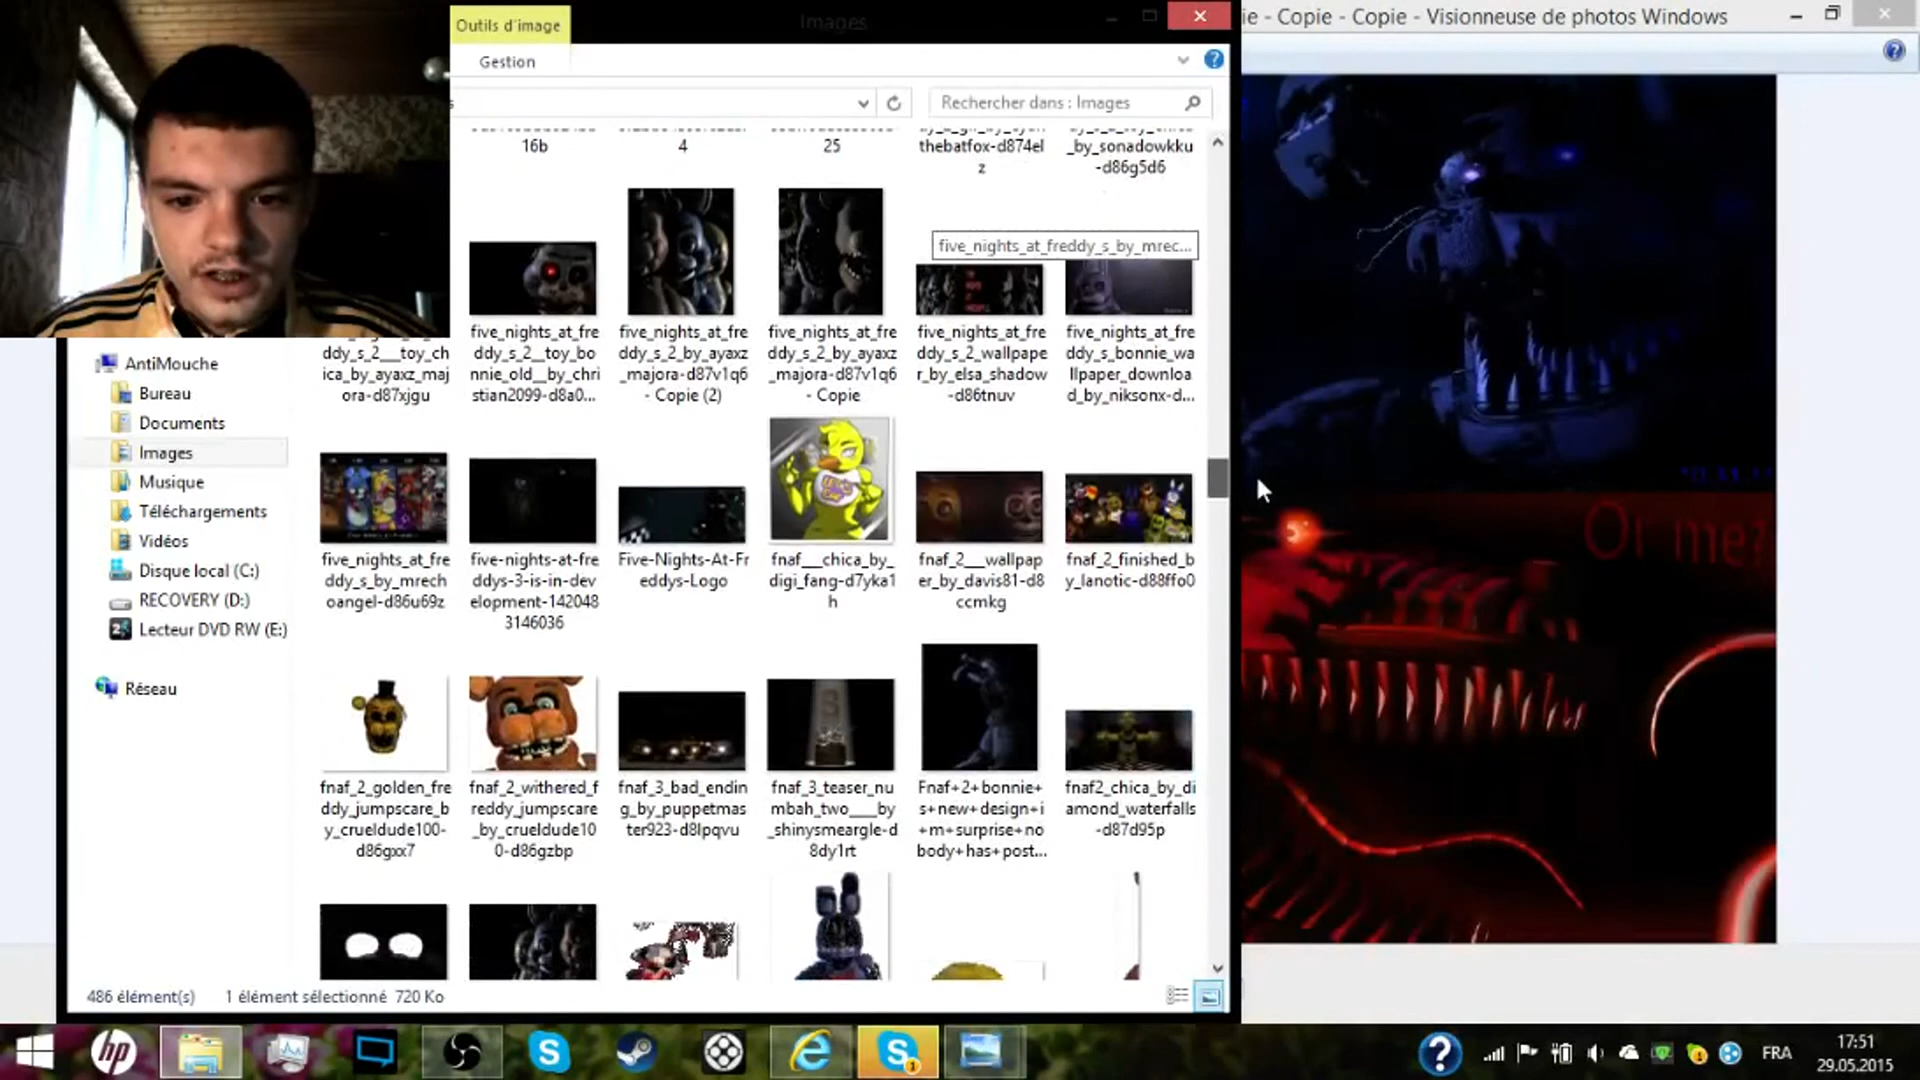 Outils d'image
Images
ie - Copie - Copie - Visionneuse de photos Windows
Gestion
Rechercher dans : Images
16b
4
25
thebatfox-d874el
z
_by_sonadowkku
-d86g5d6
five_nights_at_freddy_s_by_mrec...
ddy_s_2___toy_ch
ica_by_ayaxz_maj
ora-d87xjgu
five_nights_at_fre
ddy_s_2__toy_bo
nnie_old__by_chri
stian2099-d8a0...
five_nights_at_fre
ddy_s_2_by_ayaxz
_majora-d87v1q6
- Copie (2)
five_nights_at_fre
ddy_s_2_by_ayaxz
_majora-d87v1q6
- Copie
five_nights_at_fre
ddy_s_2_wallpape
r_by_elsa_shadow
-d86tnuv
five_nights_at_fre
ddy_s_bonnie_wa
llpaper_downloa
d_by_niksonx-d...
AntiMouche
Bureau
Documents
Images
Musique
Téléchargements
Vidéos
Disque local (C:)
RECOVERY (D:)
Lecteur DVD RW (E:)
Réseau
five_nights_at_fre
ddy_s_by_mrech
oangel-d86u69z
five-nights-at-fre
ddys-3-is-in-dev
elopment-142048
3146036
Five-Nights-At-Fr
eddys-Logo
fnaf__chica_by_
digi_fang-d7yka1
h
fnaf_2___wallpap
er_by_davis81-d8
ccmkg
fnaf_2_finished_b
y_lanotic-d88ffo0
Or me?
fnaf_2_golden_fre
ddy_jumpscare_b
y_crueldude100-
d86gxx7
fnaf_2_withered_f
reddy_jumpscare
_by_crueldude10
0-d86gzbp
fnaf_3_bad_endin
g_by_puppetmas
ter923-d8lpqvu
fnaf_3_teaser_nu
mbah_two____by
_shinysmeargle-d
8dy1rt
Fnaf+2+bonnie+
s+new+design+i
+m+surprise+no
body+has+post...
fnaf2_chica_by_di
amond_waterfalls
-d87d95p
486 élément(s)
1 élément sélectionné 720 Ko
FRA
17:51
29.05.2015